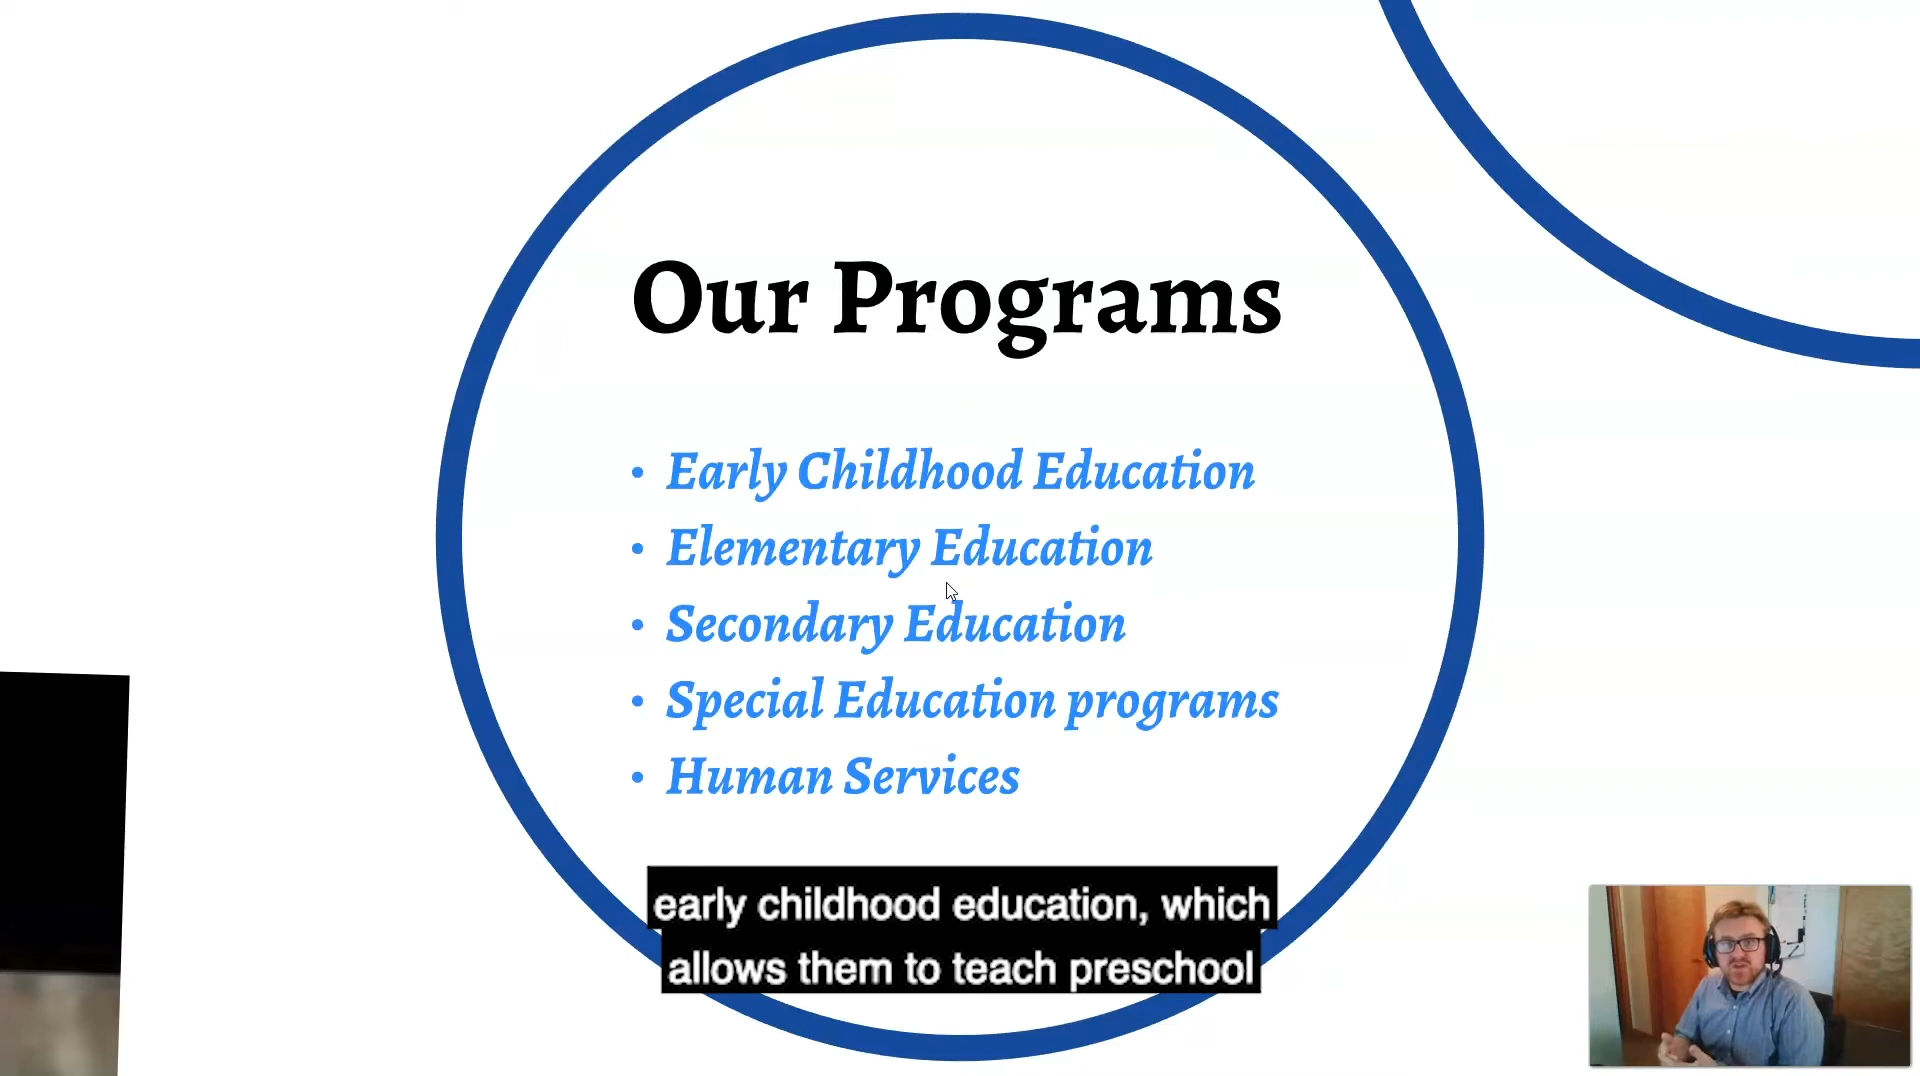 Our Programs
• Early Childhood Education
• Elementary Education
• Secondary Education
• Special Education programs
• Human Services
early childhood education, which
allows them to teach preschool